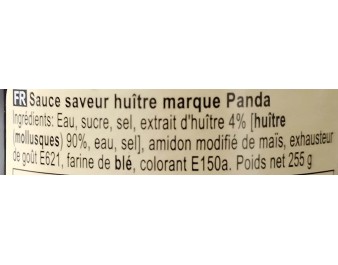 FR Sauce saveur huître marque Panda
Ingrédients: Eau, sucre, sel, extrait d'huître 4% [huître
(mollusques) 90%, eau, sel], amidon modifié de maïs, exhausteur
de goût E621, farine de blé, colorant E150a. Poids net 255 g